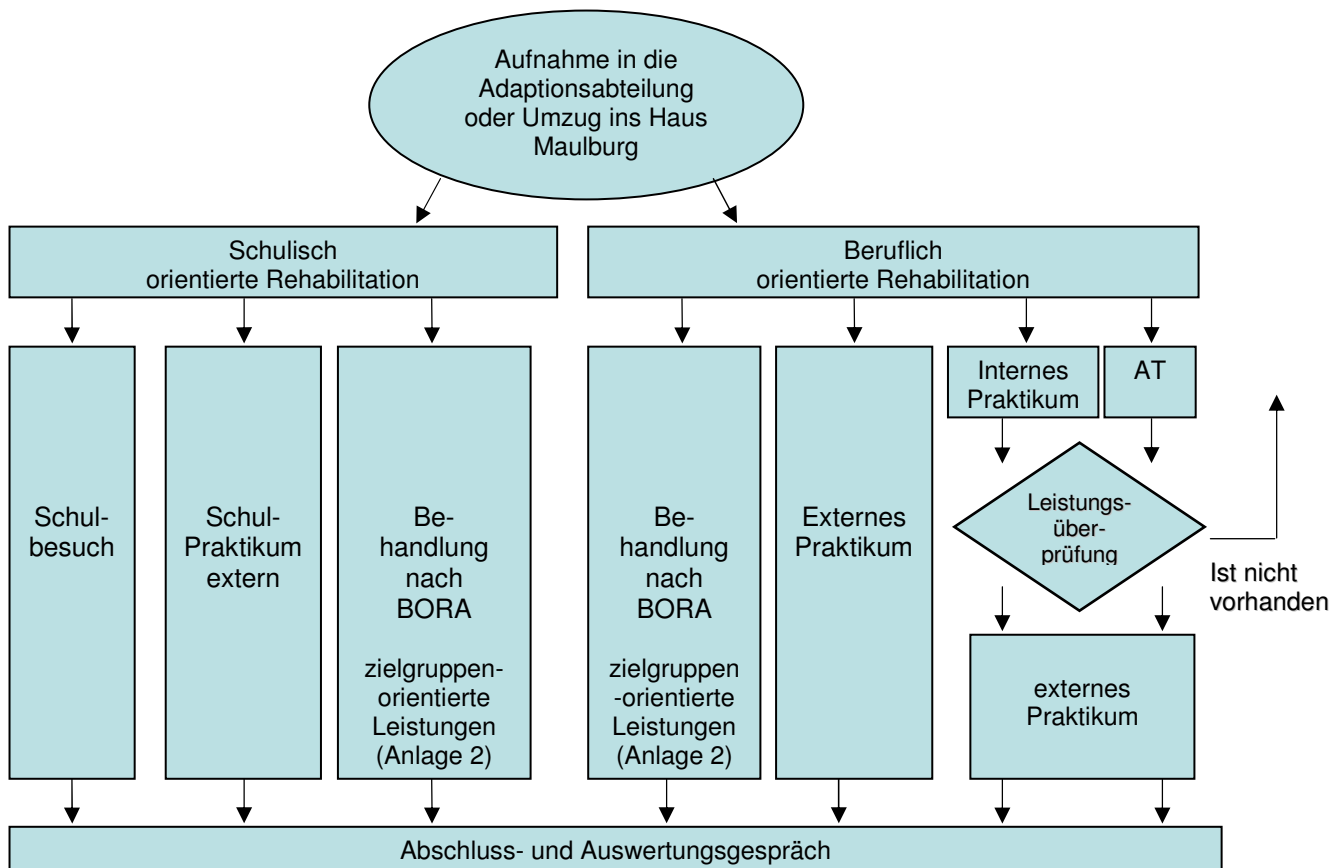 Aufnahme in die
Adaptionsabteilung
oder Umzug ins Haus
Maulburg
Schulisch
orientierte Rehabilitation
Beruflich
orientierte Rehabilitation
Schul-
besuch
Schul-
Praktikum
extern
Be-
handlung
nach
BORA
zielgruppen-
orientierte
Leistungen
(Anlage 2)
Be-
handlung
nach
BORA
zielgruppen
-orientierte
Leistungen
(Anlage 2)
Externes
Praktikum
Internes
Praktikum
AT
Leistungs-
über-
prüfung
Ist nicht
vorhanden
externes
Praktikum
Abschluss- und Auswertungsgespräch